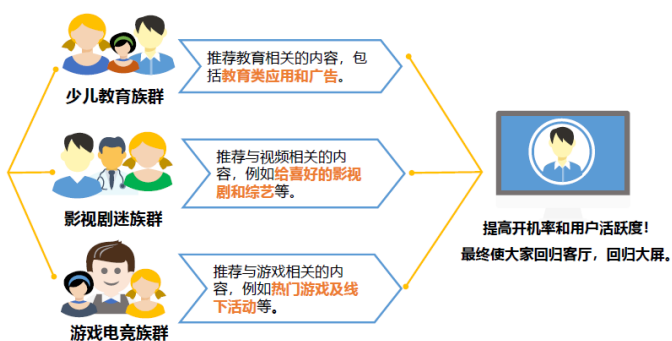 推荐教育相关的内容，包
括教育类应用和广告。
少儿教育族群
推荐与视频相关的内
容，例如给喜好的影视
剧和综艺等。
影视剧迷族群
推荐与游戏相关的内
容，例如热门游戏及线
下活动等。
游戏电竞族群
提高开机率和用户活跃度！
最终使大家回归客厅，回归大屏。